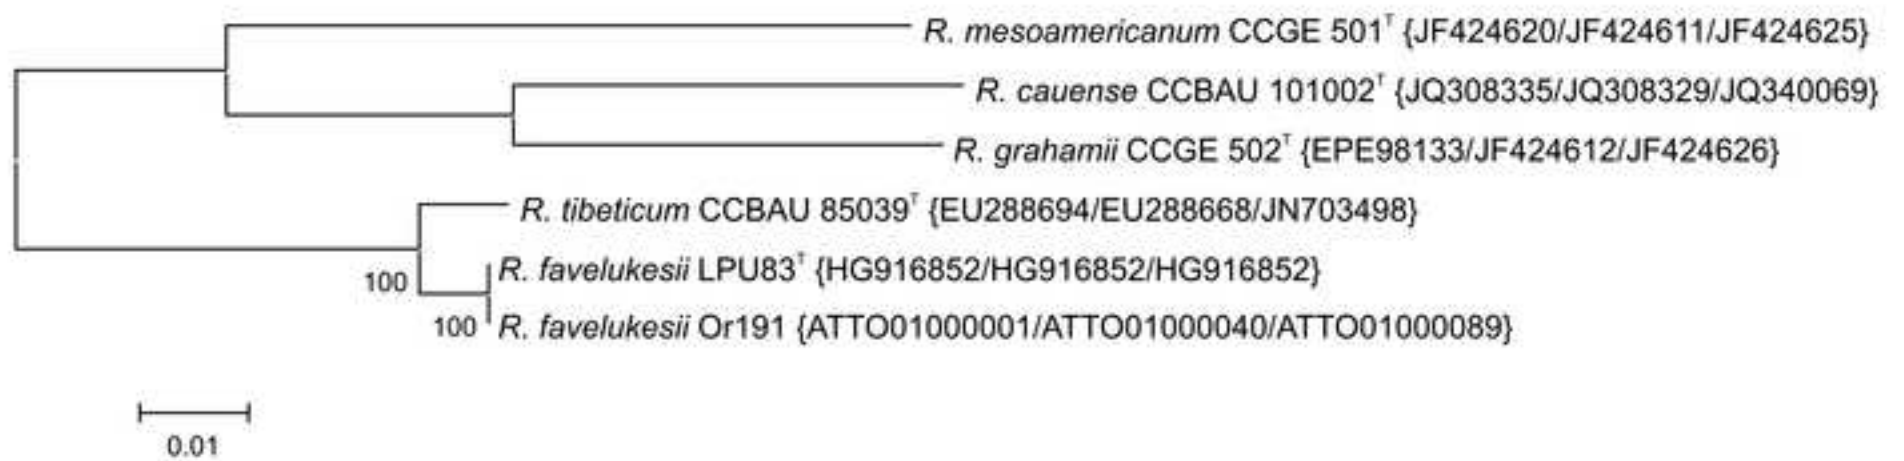 R. mesoamericanum CCGE 501ᵀ {JF424620/JF424611/JF424625}
R. cauense CCBAU 101002ᵀ {JQ308335/JQ308329/JQ340069}
R. grahamii CCGE 502ᵀ {EPE98133/JF424612/JF424626}
R. tibeticum CCBAU 85039ᵀ {EU288694/EU288668/JN703498}
R. favelukesii LPU83ᵀ {HG916852/HG916852/HG916852}
100
R. favelukesii Or191 {ATTO01000001/ATTO01000040/ATTO01000089}
100
0.01